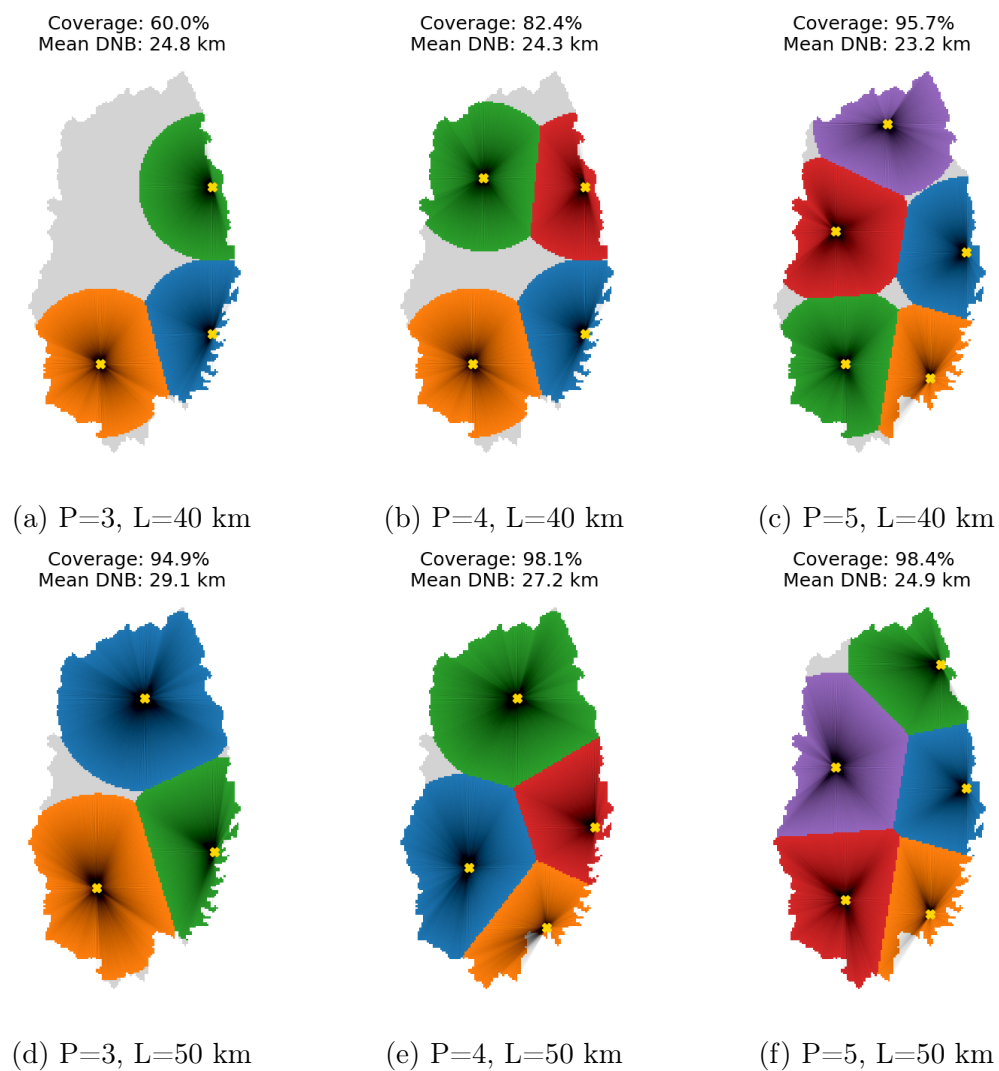 Coverage: 60.0%
Mean DNB: 24.8 km
Coverage: 82.4%
Mean DNB: 24.3 km
Coverage: 95.7%
Mean DNB: 23.2 km
(a) P=3, L=40 km
(b) P=4, L=40 km
(c) P=5, L=40 km
Coverage: 94.9%
Mean DNB: 29.1 km
Coverage: 98.1%
Mean DNB: 27.2 km
Coverage: 98.4%
Mean DNB: 24.9 km
(d) P=3, L=50 km
(e) P=4, L=50 km
(f) P=5, L=50 km